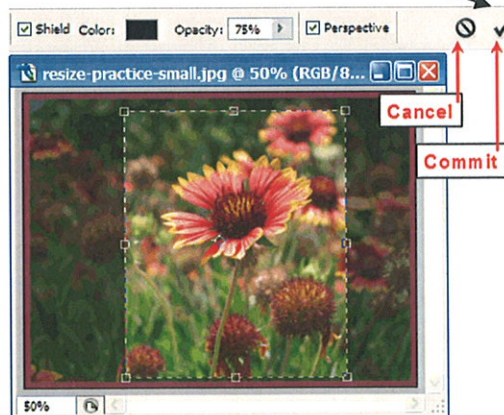 Shield Color: Opacity: 75% Perspective
resize-practice-small.jpg @ 50% (RGB/8...
Cancel
Commit
50%